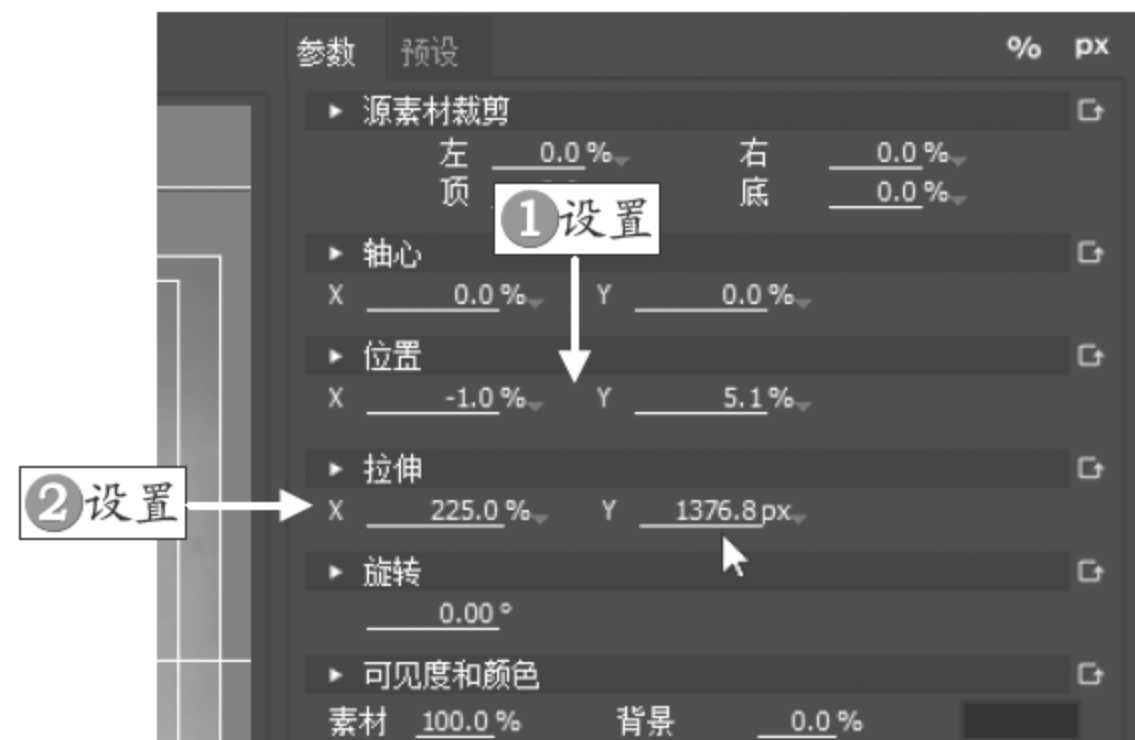 参数 预设 % px
源素材裁剪
左 0.0% 右 0.0%
顶 底 0.0%
1设置
轴心
X 0.0% Y 0.0%
位置
X -1.0% Y 5.1%
拉伸
2设置
X 225.0% Y 1376.8px
旋转
0.00°
可见度和颜色
素材 100.0% 背景 0.0%